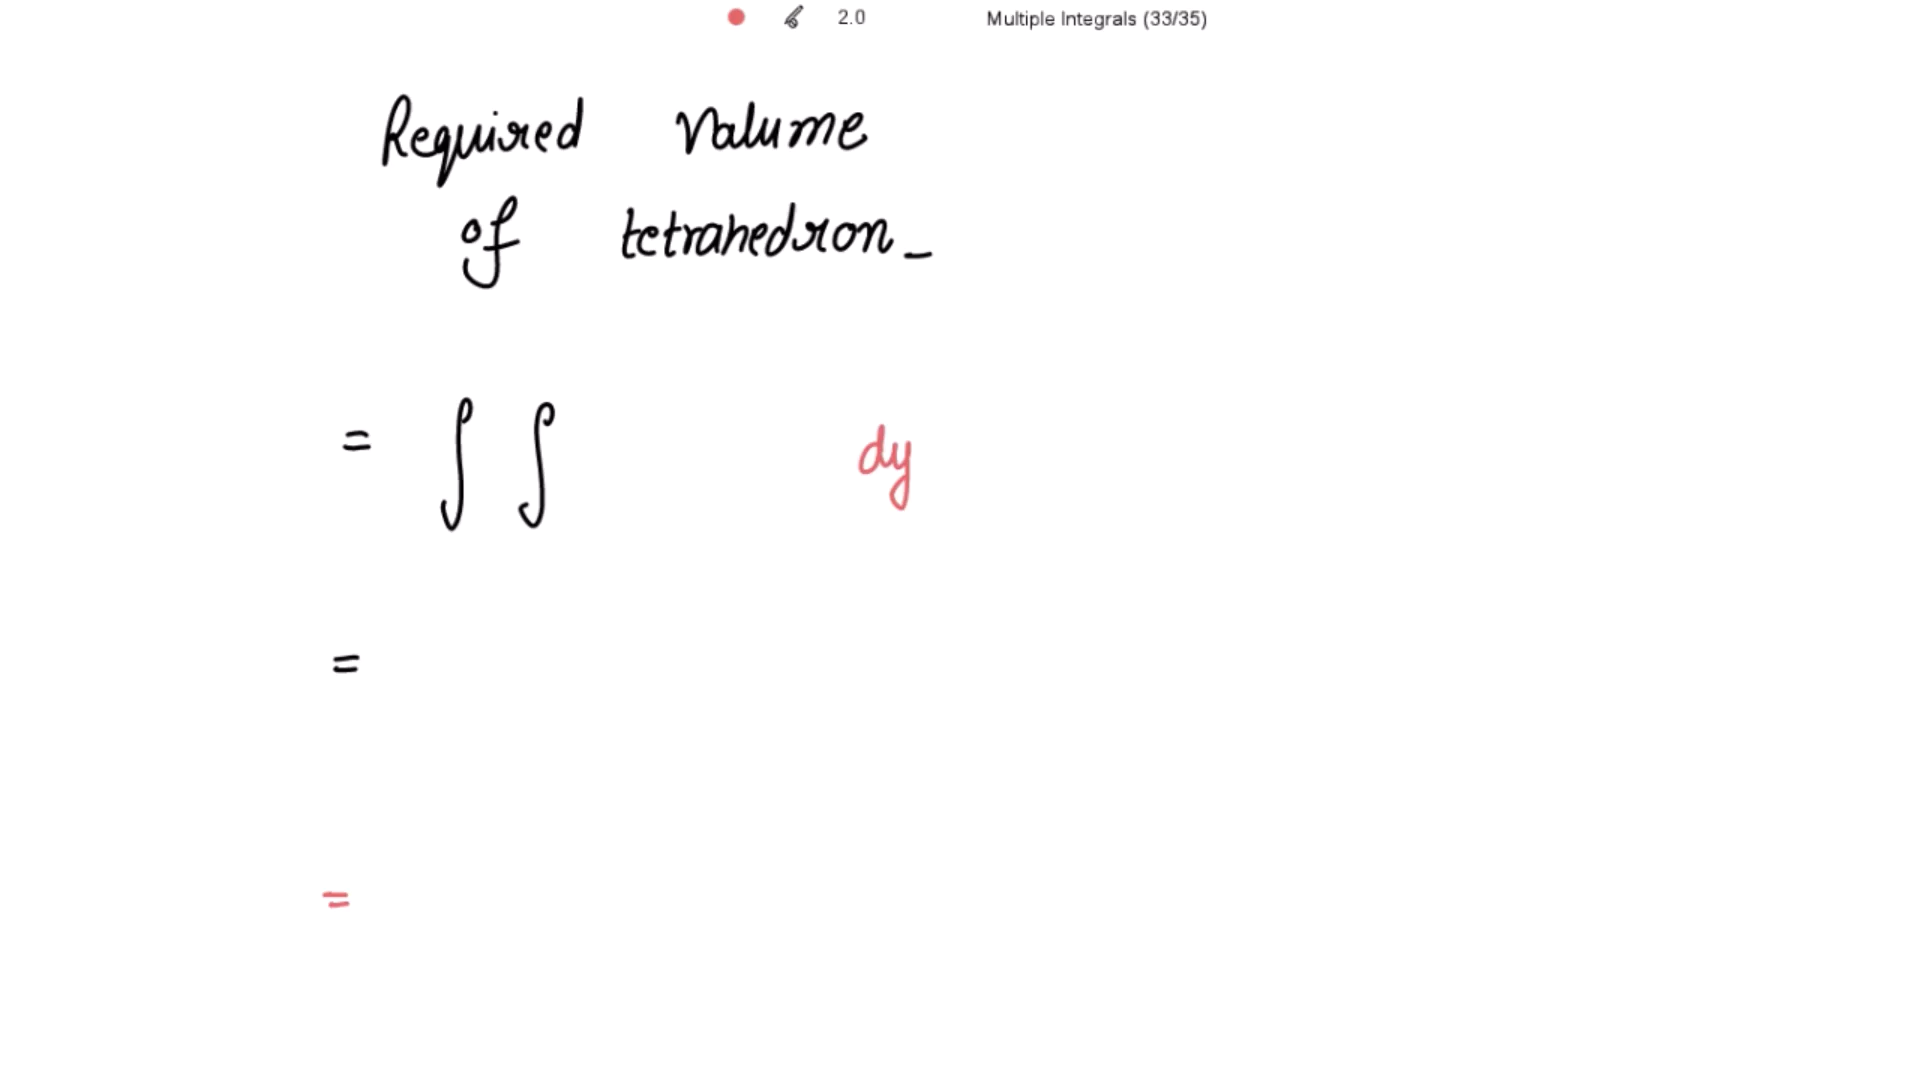 2.0 Multiple Integrals (33/35)
Required Valume
of tetrahedron -
= ∫ ∫ dy
=
=